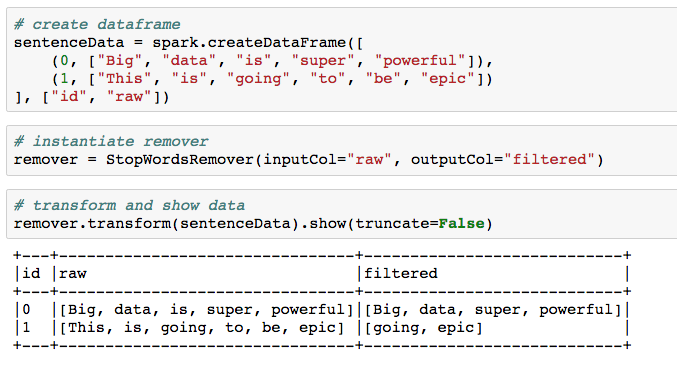 # create dataframe
sentenceData = spark.createDataFrame([
    (0, ["Big", "data", "is", "super", "powerful"]),
    (1, ["This", "is", "going", "to", "be", "epic"])
], ["id", "raw"])
# instantiate remover
remover = StopWordsRemover(inputCol="raw", outputCol="filtered")
# transform and show data
remover.transform(sentenceData).show(truncate=False)
+---+--------------------------------+----------------------------+
|id |raw                             |filtered                    |
+---+--------------------------------+----------------------------+
|0  |[Big, data, is, super, powerful]|[Big, data, super, powerful]|
|1  |[This, is, going, to, be, epic] |[going, epic]               |
+---+--------------------------------+----------------------------+